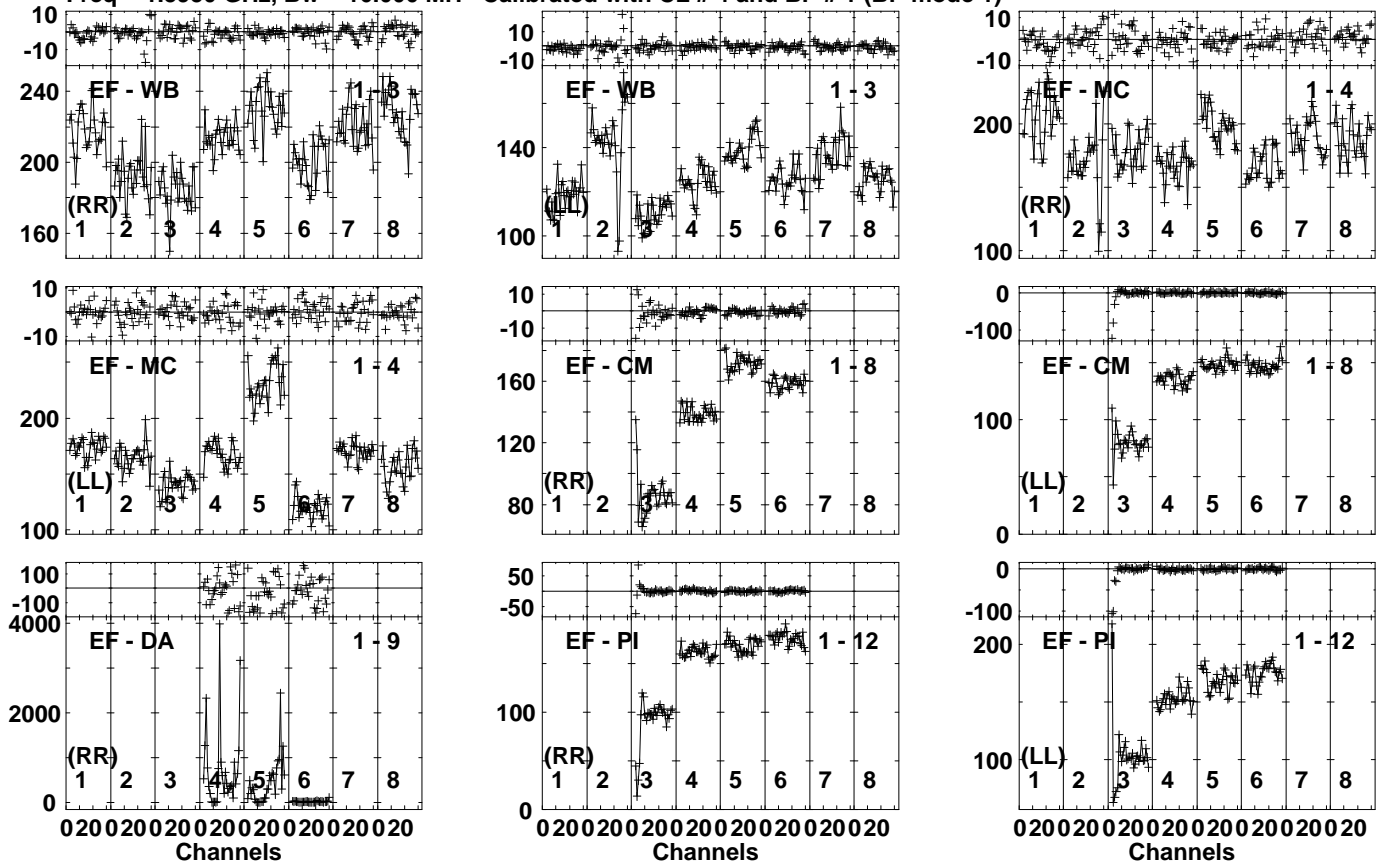 10
-10
240
200
160
EF - WB 1 - 3
(RR)
1 2 3 4 5 6 7 8
10
-10
140
100
EF - WB 1 - 3
(LL)
1 2 3 4 5 6 7 8
10
-10
200
100
EF - MC 1 - 4
(RR)
1 2 3 4 5 6 7 8
10
-10
200
100
EF - MC 1 - 4
(LL)
1 2 3 4 5 6 7 8
10
-10
160
120
80
EF - CM 1 - 8
(RR)
1 2 3 4 5 6 7 8
0
-100
100
0
EF - CM 1 - 8
(LL)
1 2 3 4 5 6 7 8
100
-100
4000
2000
0
EF - DA 1 - 9
(RR)
1 2 3 4 5 6 7 8
020020020020020020020020
Channels
50
-50
100
0
EF - PI 1 - 12
(RR)
1 2 3 4 5 6 7 8
020020020020020020020020
Channels
0
-100
200
100
EF - PI 1 - 12
(LL)
1 2 3 4 5 6 7 8
020020020020020020020020
Channels